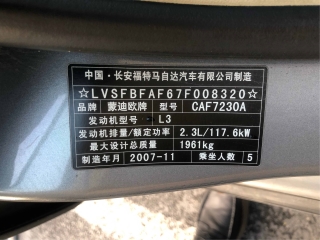 中国·长安福特马自达汽车有限公司制造
☆LVSFBFAF67F008320☆
品牌 蒙迪欧牌 型号 CAF7230A
发动机型号 L3
发动机排量/额定功率 2.3L/117.6kW
最大设计总质量 1961kg
制造年月 2007-11 乘坐人数 5